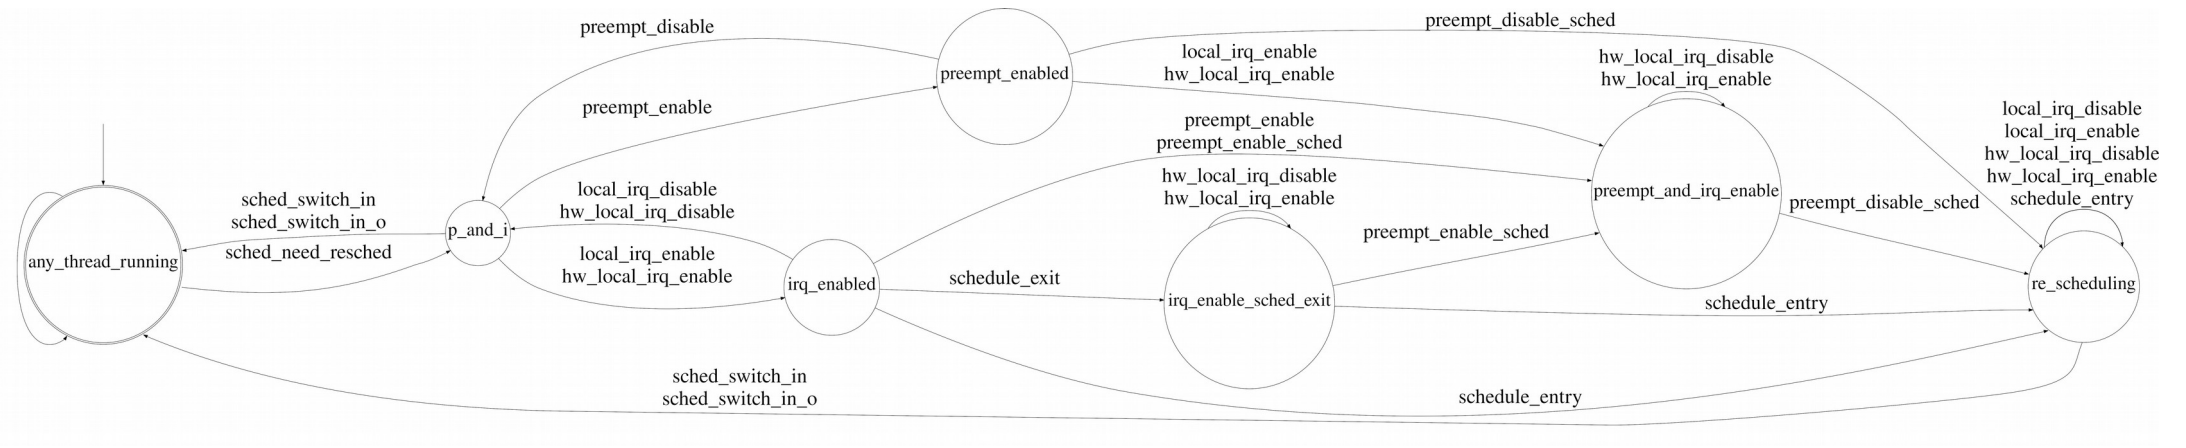 preempt_disable
preempt_enable
preempt_enabled
preempt_disable_sched
local_irq_enable
hw_local_irq_enable
hw_local_irq_disable
hw_local_irq_enable
preempt_enable
preempt_enable_sched
local_irq_disable
local_irq_enable
hw_local_irq_disable
hw_local_irq_enable
schedule_entry
sched_switch_in
sched_switch_in_o
sched_need_resched
any_thread_running
p_and_i
local_irq_disable
hw_local_irq_disable
local_irq_enable
hw_local_irq_enable
irq_enabled
hw_local_irq_disable
hw_local_irq_enable
preempt_enable_sched
schedule_exit
irq_enable_sched_exit
preempt_and_irq_enable
preempt_disable_sched
re_scheduling
schedule_entry
sched_switch_in
sched_switch_in_o
schedule_entry